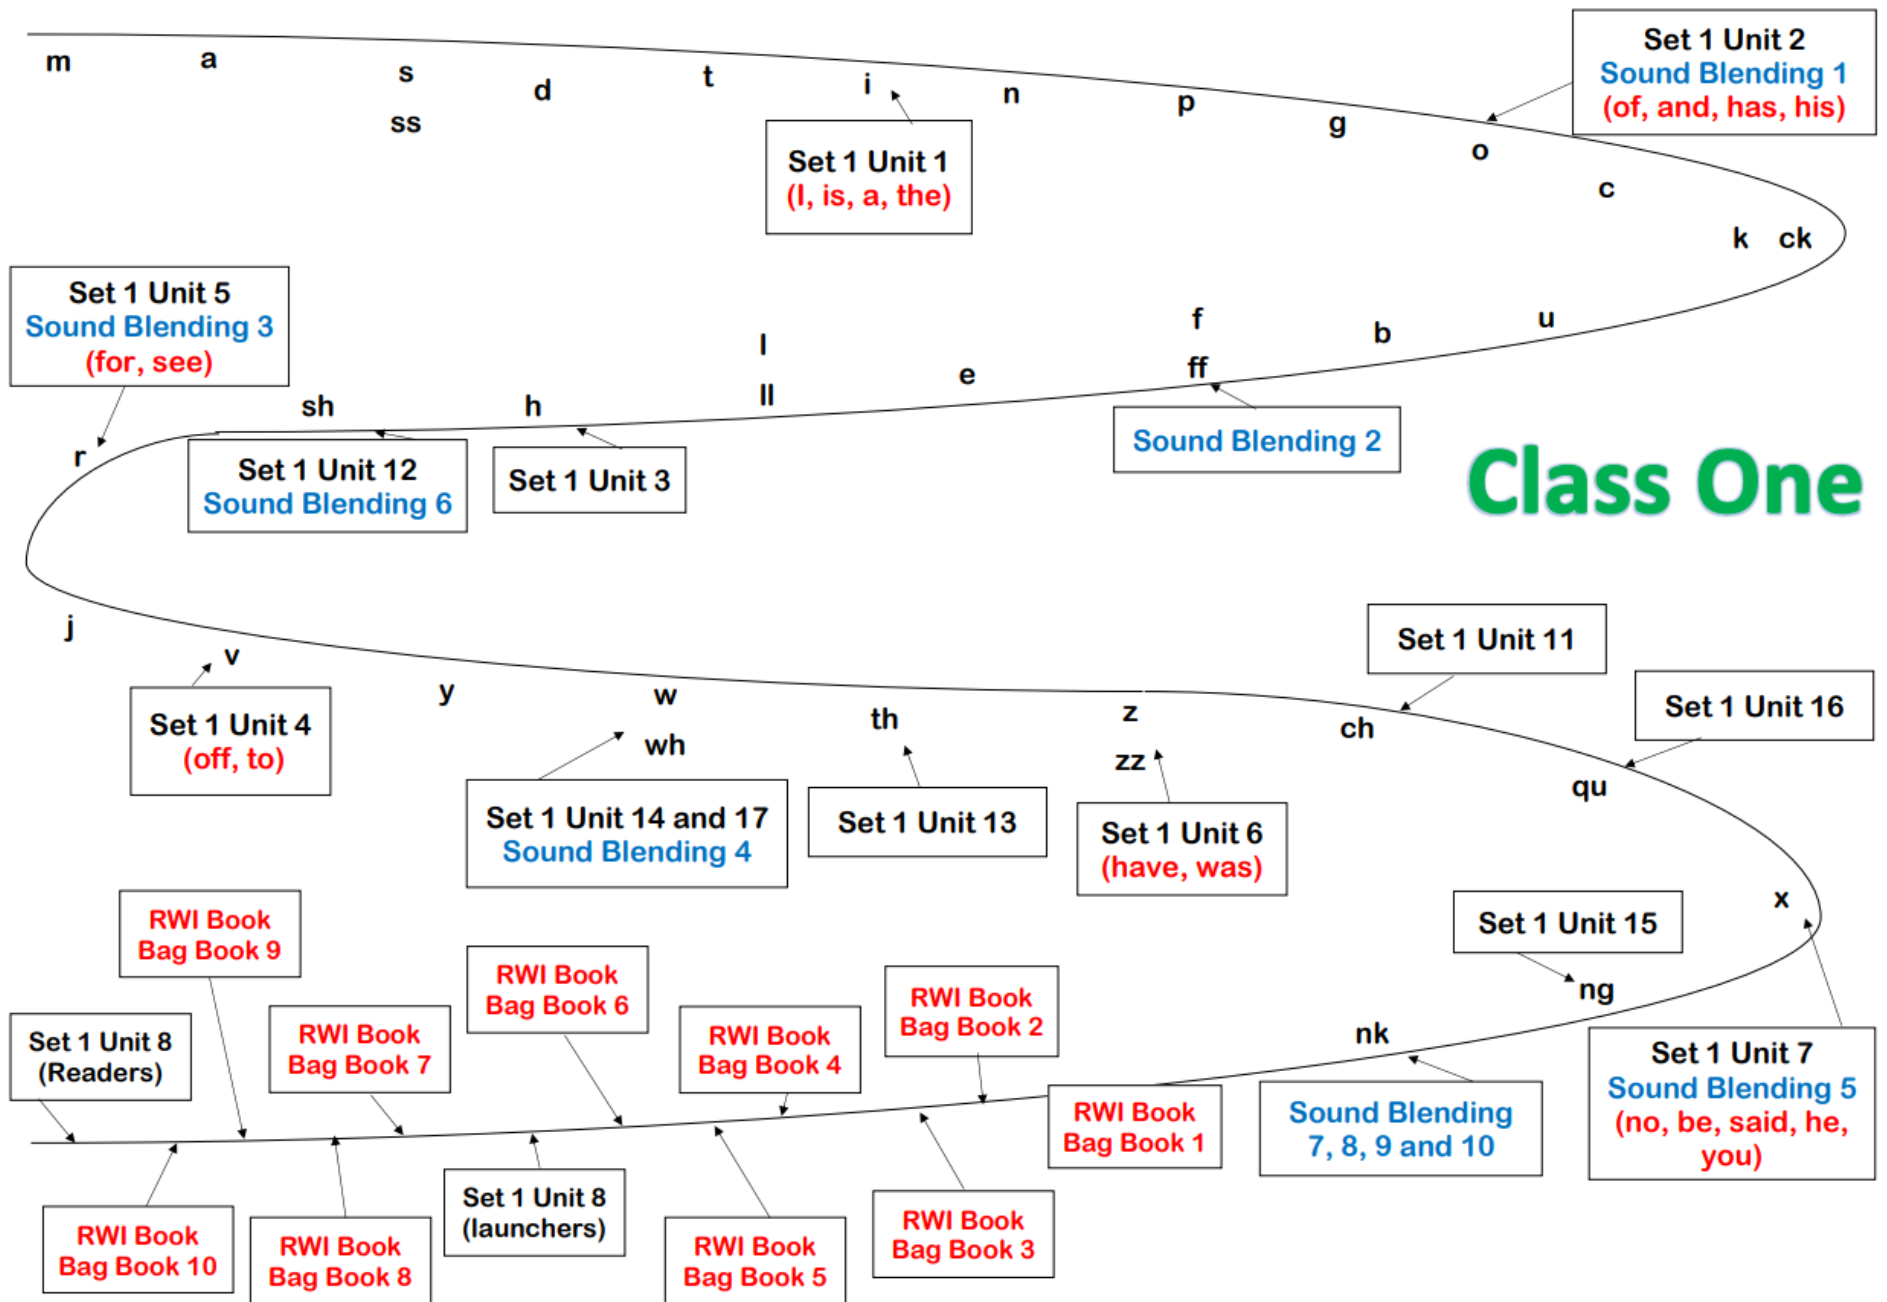 m
a
s
ss
d
t
i
Set 1 Unit 1
(I, is, a, the)
n
p
g
o
Set 1 Unit 2
Sound Blending 1
(of, and, has, his)
c
k ck
u
b
f
ff
Sound Blending 2
e
l
ll
h
Set 1 Unit 3
sh
Set 1 Unit 12
Sound Blending 6
Set 1 Unit 5
Sound Blending 3
(for, see)
r
Class One
j
v
Set 1 Unit 4
(off, to)
y
w
wh
Set 1 Unit 14 and 17
Sound Blending 4
th
Set 1 Unit 13
z
zz
Set 1 Unit 6
(have, was)
ch
Set 1 Unit 11
qu
Set 1 Unit 16
x
Set 1 Unit 7
Sound Blending 5
(no, be, said, he,
you)
Set 1 Unit 15
ng
nk
Sound Blending
7, 8, 9 and 10
RWI Book
Bag Book 1
RWI Book
Bag Book 2
RWI Book
Bag Book 3
RWI Book
Bag Book 4
RWI Book
Bag Book 5
RWI Book
Bag Book 6
Set 1 Unit 8
(launchers)
RWI Book
Bag Book 7
RWI Book
Bag Book 8
RWI Book
Bag Book 9
RWI Book
Bag Book 10
Set 1 Unit 8
(Readers)